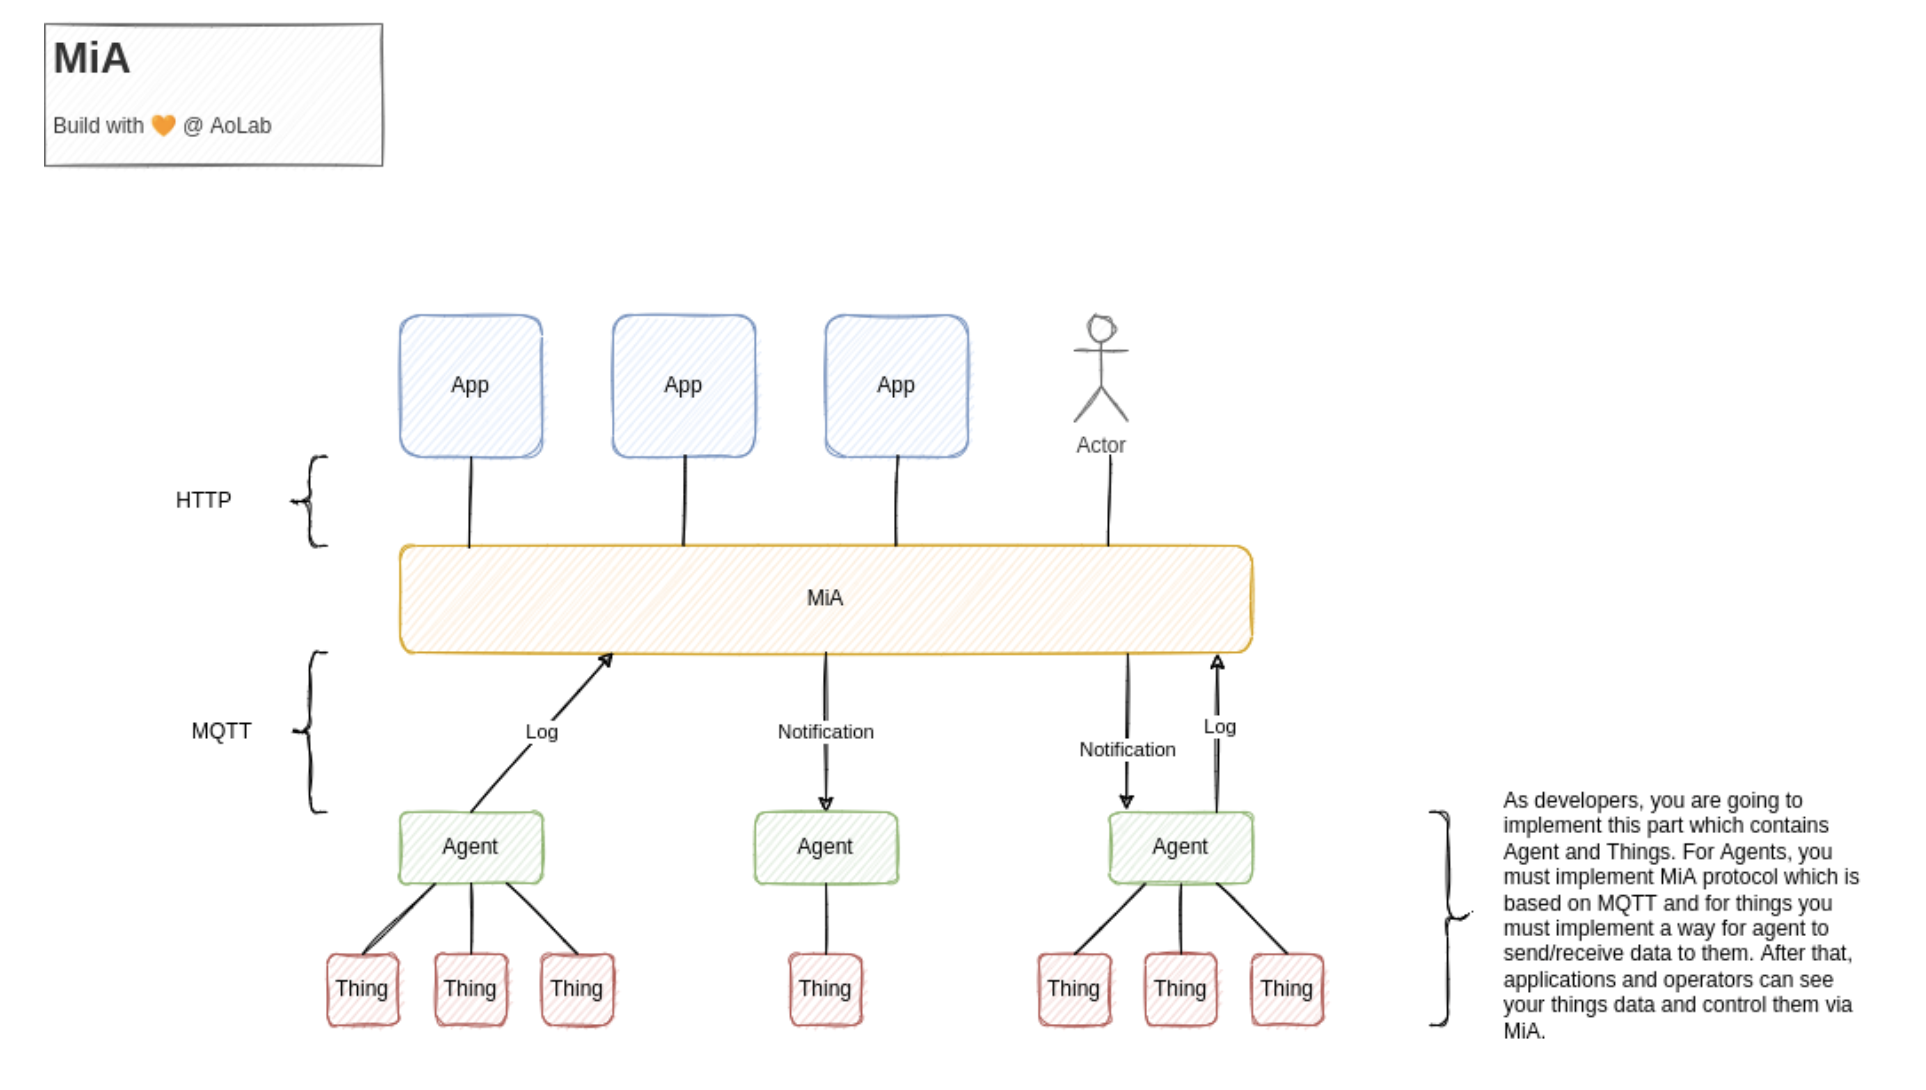 MiA
Build with 🧡 @ AoLab
App
App
App
Actor
HTTP
MiA
MQTT
Log
Notification
Notification
Log
Agent
Agent
Agent
Thing
Thing
Thing
Thing
Thing
Thing
Thing
As developers, you are going to
implement this part which contains
Agent and Things. For Agents, you
must implement MiA protocol which is
based on MQTT and for things you
must implement a way for agent to
send/receive data to them. After that,
applications and operators can see
your things data and control them via
MiA.